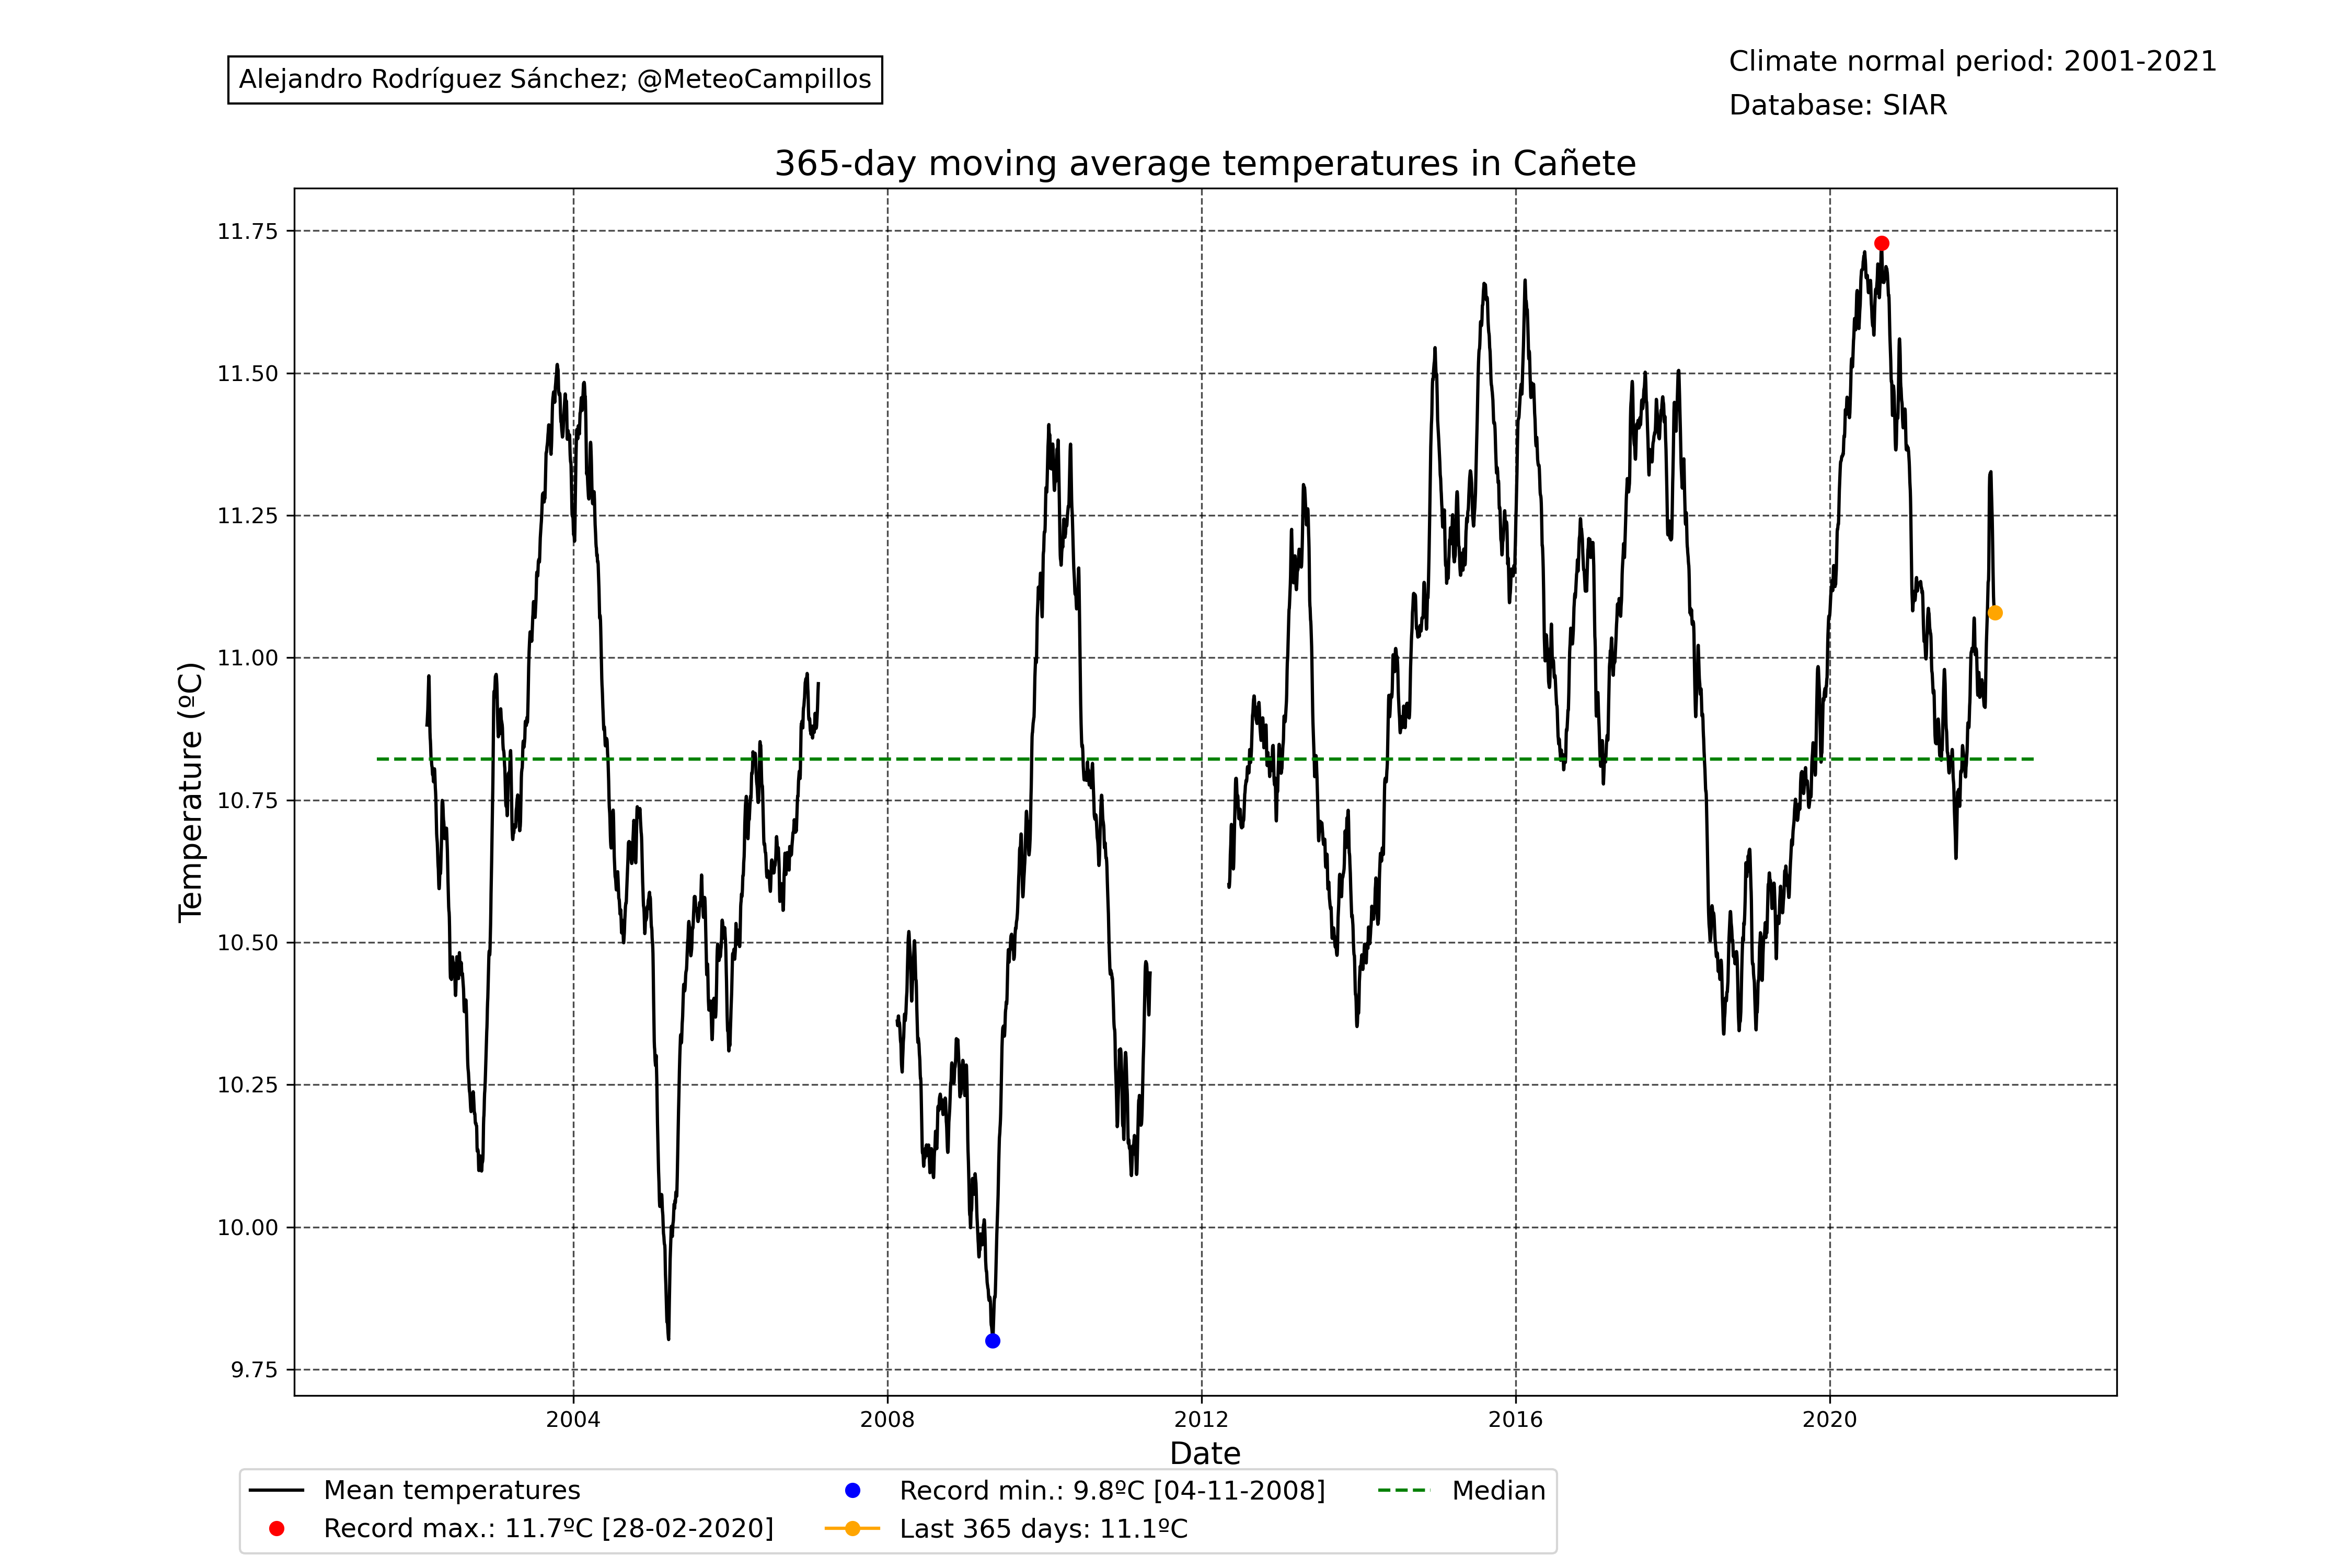 Alejandro Rodríguez Sánchez; @MeteoCampillos
Climate normal period: 2001-2021
Database: SIAR
365-day moving average temperatures in Cañete
11.75
11.50
11.25
11.00
10.75
10.50
10.25
10.00
9.75
Temperature (ºC)
2004
2008
2012
2016
2020
Date
Mean temperatures
Record max.: 11.7ºC [28-02-2020]
Record min.: 9.8ºC [04-11-2008]
Last 365 days: 11.1ºC
Median